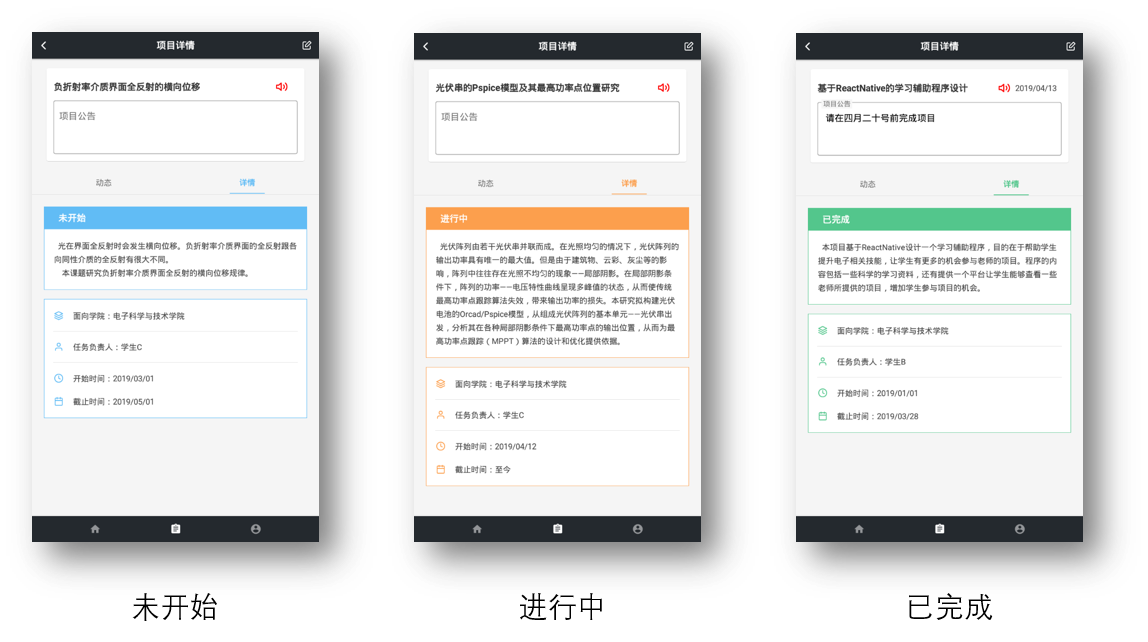 项目详情
负折射率介质界面全反射的横向位移
项目公告
动态
详情
未开始
光在界面全反射时会发生横向位移。负折射率介质界面的全反射跟各
向同性介质的全反射有很大不同。
本课题研究负折射率介质界面全反射的横向位移规律。
面向学院：电子科学与技术学院
任务负责人：学生C
开始时间：2019/03/01
截止时间：2019/05/01
未开始
项目详情
光伏串的Pspice模型及其最高功率点位置研究
项目公告
动态
详情
进行中
光伏阵列由若干光伏串并联而成。在光照均匀的情况下，光伏阵列的
输出功率具有唯一的最大值。但是由于建筑物、云彩、灰尘等的影
响，阵列中往往存在光照不均匀的现象——局部阴影。在局部阴影条
件下，阵列的功率——电压特性曲线呈现多峰值的状态，从而使传统
最高功率点跟踪算法失效，带来输出功率的损失。本研究拟构建光伏
电池的Orcad/Pspice模型，从组成光伏阵列的基本单元——光伏串出
发，分析其在各种局部阴影条件下最高功率点的输出位置，从而为最
高功率点跟踪（MPPT）算法的设计和优化提供依据。
面向学院：电子科学与技术学院
任务负责人：学生C
开始时间：2019/04/12
截止时间：至今
进行中
项目详情
基于ReactNative的学习辅助程序设计
2019/04/13
项目公告
请在四月二十号前完成项目
动态
详情
已完成
本项目基于ReactNative设计一个学习辅助程序，目的在于帮助学生
提升电子相关技能，让学生有更多的机会参与老师的项目。程序的内
容包括一些科学的学习资料，还有提供一个平台让学生能够查看一些
老师所提供的项目，增加学生参与项目的机会。
面向学院：电子科学与技术学院
任务负责人：学生B
开始时间：2019/01/01
截止时间：2019/03/28
已完成